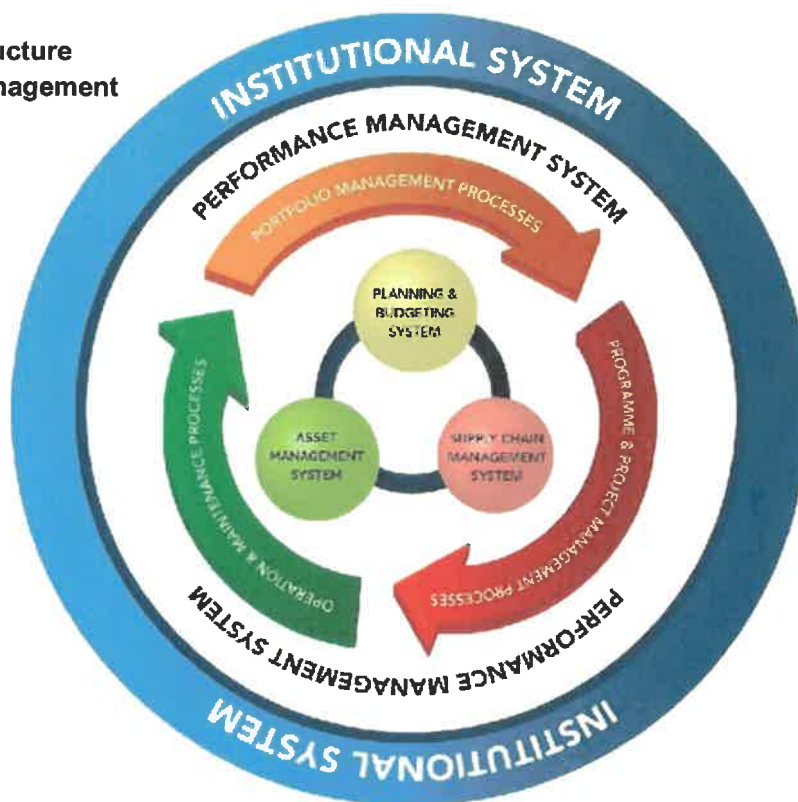 ucture
nagement
INSTITUTIONAL SYSTEM
PERFORMANCE MANAGEMENT SYSTEM
PORTFOLIO MANAGEMENT PROCESSES
PLANNING &
BUDGETING
SYSTEM
ASSET
MANAGEMENT
SYSTEM
SUPPLY CHAIN
MANAGEMENT
SYSTEM
PROGRAMME & PROJECT MANAGEMENT PROCESSES
OPERATION & MAINTENANCE PROCESSES
PERFORMANCE MANAGEMENT SYSTEM
INSTITUTIONAL SYSTEM